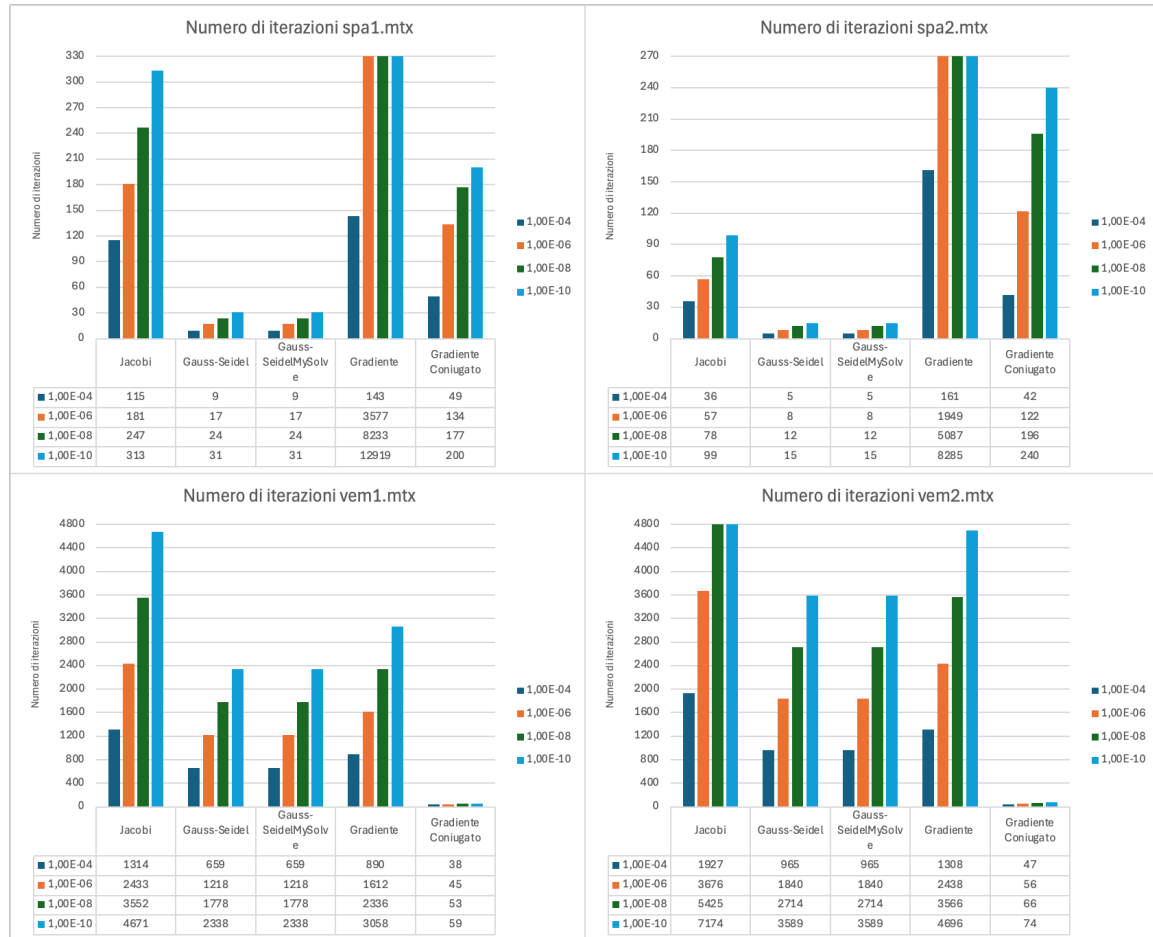 Numero di iterazioni spa1.mtx
Numero di iterazioni
330
300
270
240
210
180
150
120
90
60
30
0
1,00E-04
1,00E-06
1,00E-08
1,00E-10
Jacobi Gauss-Seidel Gauss-SeidelMySolve Gradiente Gradiente Coniugato
1,00E-04 115 9 9 143 49
1,00E-06 181 17 17 3577 134
1,00E-08 247 24 24 8233 177
1,00E-10 313 31 31 12919 200
Numero di iterazioni spa2.mtx
Numero di iterazioni
270
240
210
180
150
120
90
60
30
0
1,00E-04
1,00E-06
1,00E-08
1,00E-10
Jacobi Gauss-Seidel Gauss-SeidelMySolve Gradiente Gradiente Coniugato
1,00E-04 36 5 5 161 42
1,00E-06 57 8 8 1949 122
1,00E-08 78 12 12 5087 196
1,00E-10 99 15 15 8285 240
Numero di iterazioni vem1.mtx
Numero di iterazioni
4800
4400
4000
3600
3200
2800
2400
2000
1600
1200
800
400
0
1,00E-04
1,00E-06
1,00E-08
1,00E-10
Jacobi Gauss-Seidel Gauss-SeidelMySolve Gradiente Gradiente Coniugato
1,00E-04 1314 659 659 890 38
1,00E-06 2433 1218 1218 1612 45
1,00E-08 3552 1778 1778 2336 53
1,00E-10 4671 2338 2338 3058 59
Numero di iterazioni vem2.mtx
Numero di iterazioni
4800
4400
4000
3600
3200
2800
2400
2000
1600
1200
800
400
0
1,00E-04
1,00E-06
1,00E-08
1,00E-10
Jacobi Gauss-Seidel Gauss-SeidelMySolve Gradiente Gradiente Coniugato
1,00E-04 1927 965 965 1308 47
1,00E-06 3676 1840 1840 2438 56
1,00E-08 5425 2714 2714 3566 66
1,00E-10 7174 3589 3589 4696 74